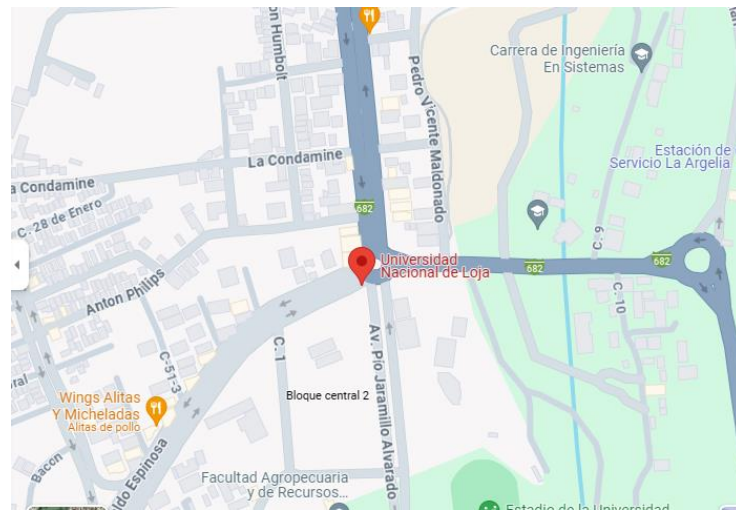 on Humbolt
Pedro Vicente Maldonado
Carrera de Ingeniería
En Sistemas
Estación de
Servicio La Argelia
La Condamine
a Condamine
C. 28 de Enero
682
C. 9
Universidad
Nacional de Loja
682
682
Anton Philips
C. 10
C-51-3
C. 1
Av. Pío Jaramillo Alvarado
Wings Alitas
Y Micheladas
Alitas de pollo
Bloque central 2
Bacon
ldo Espinosa
Facultad Agropecuaria
y de Recursos...
Estadio de la Universidad